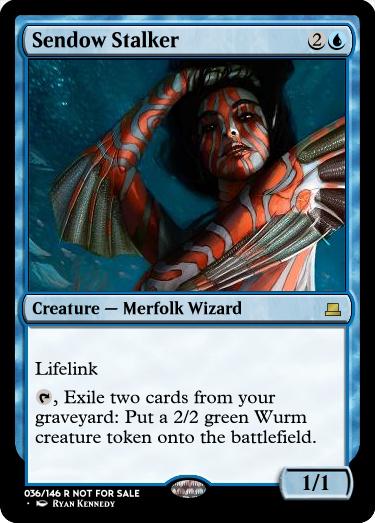 Sendow Stalker 2
Creature — Merfolk Wizard
Lifelink
, Exile two cards from your
graveyard: Put a 2/2 green Wurm
creature token onto the battlefield.
1/1
036/146 R NOT FOR SALE
· RYAN KENNEDY